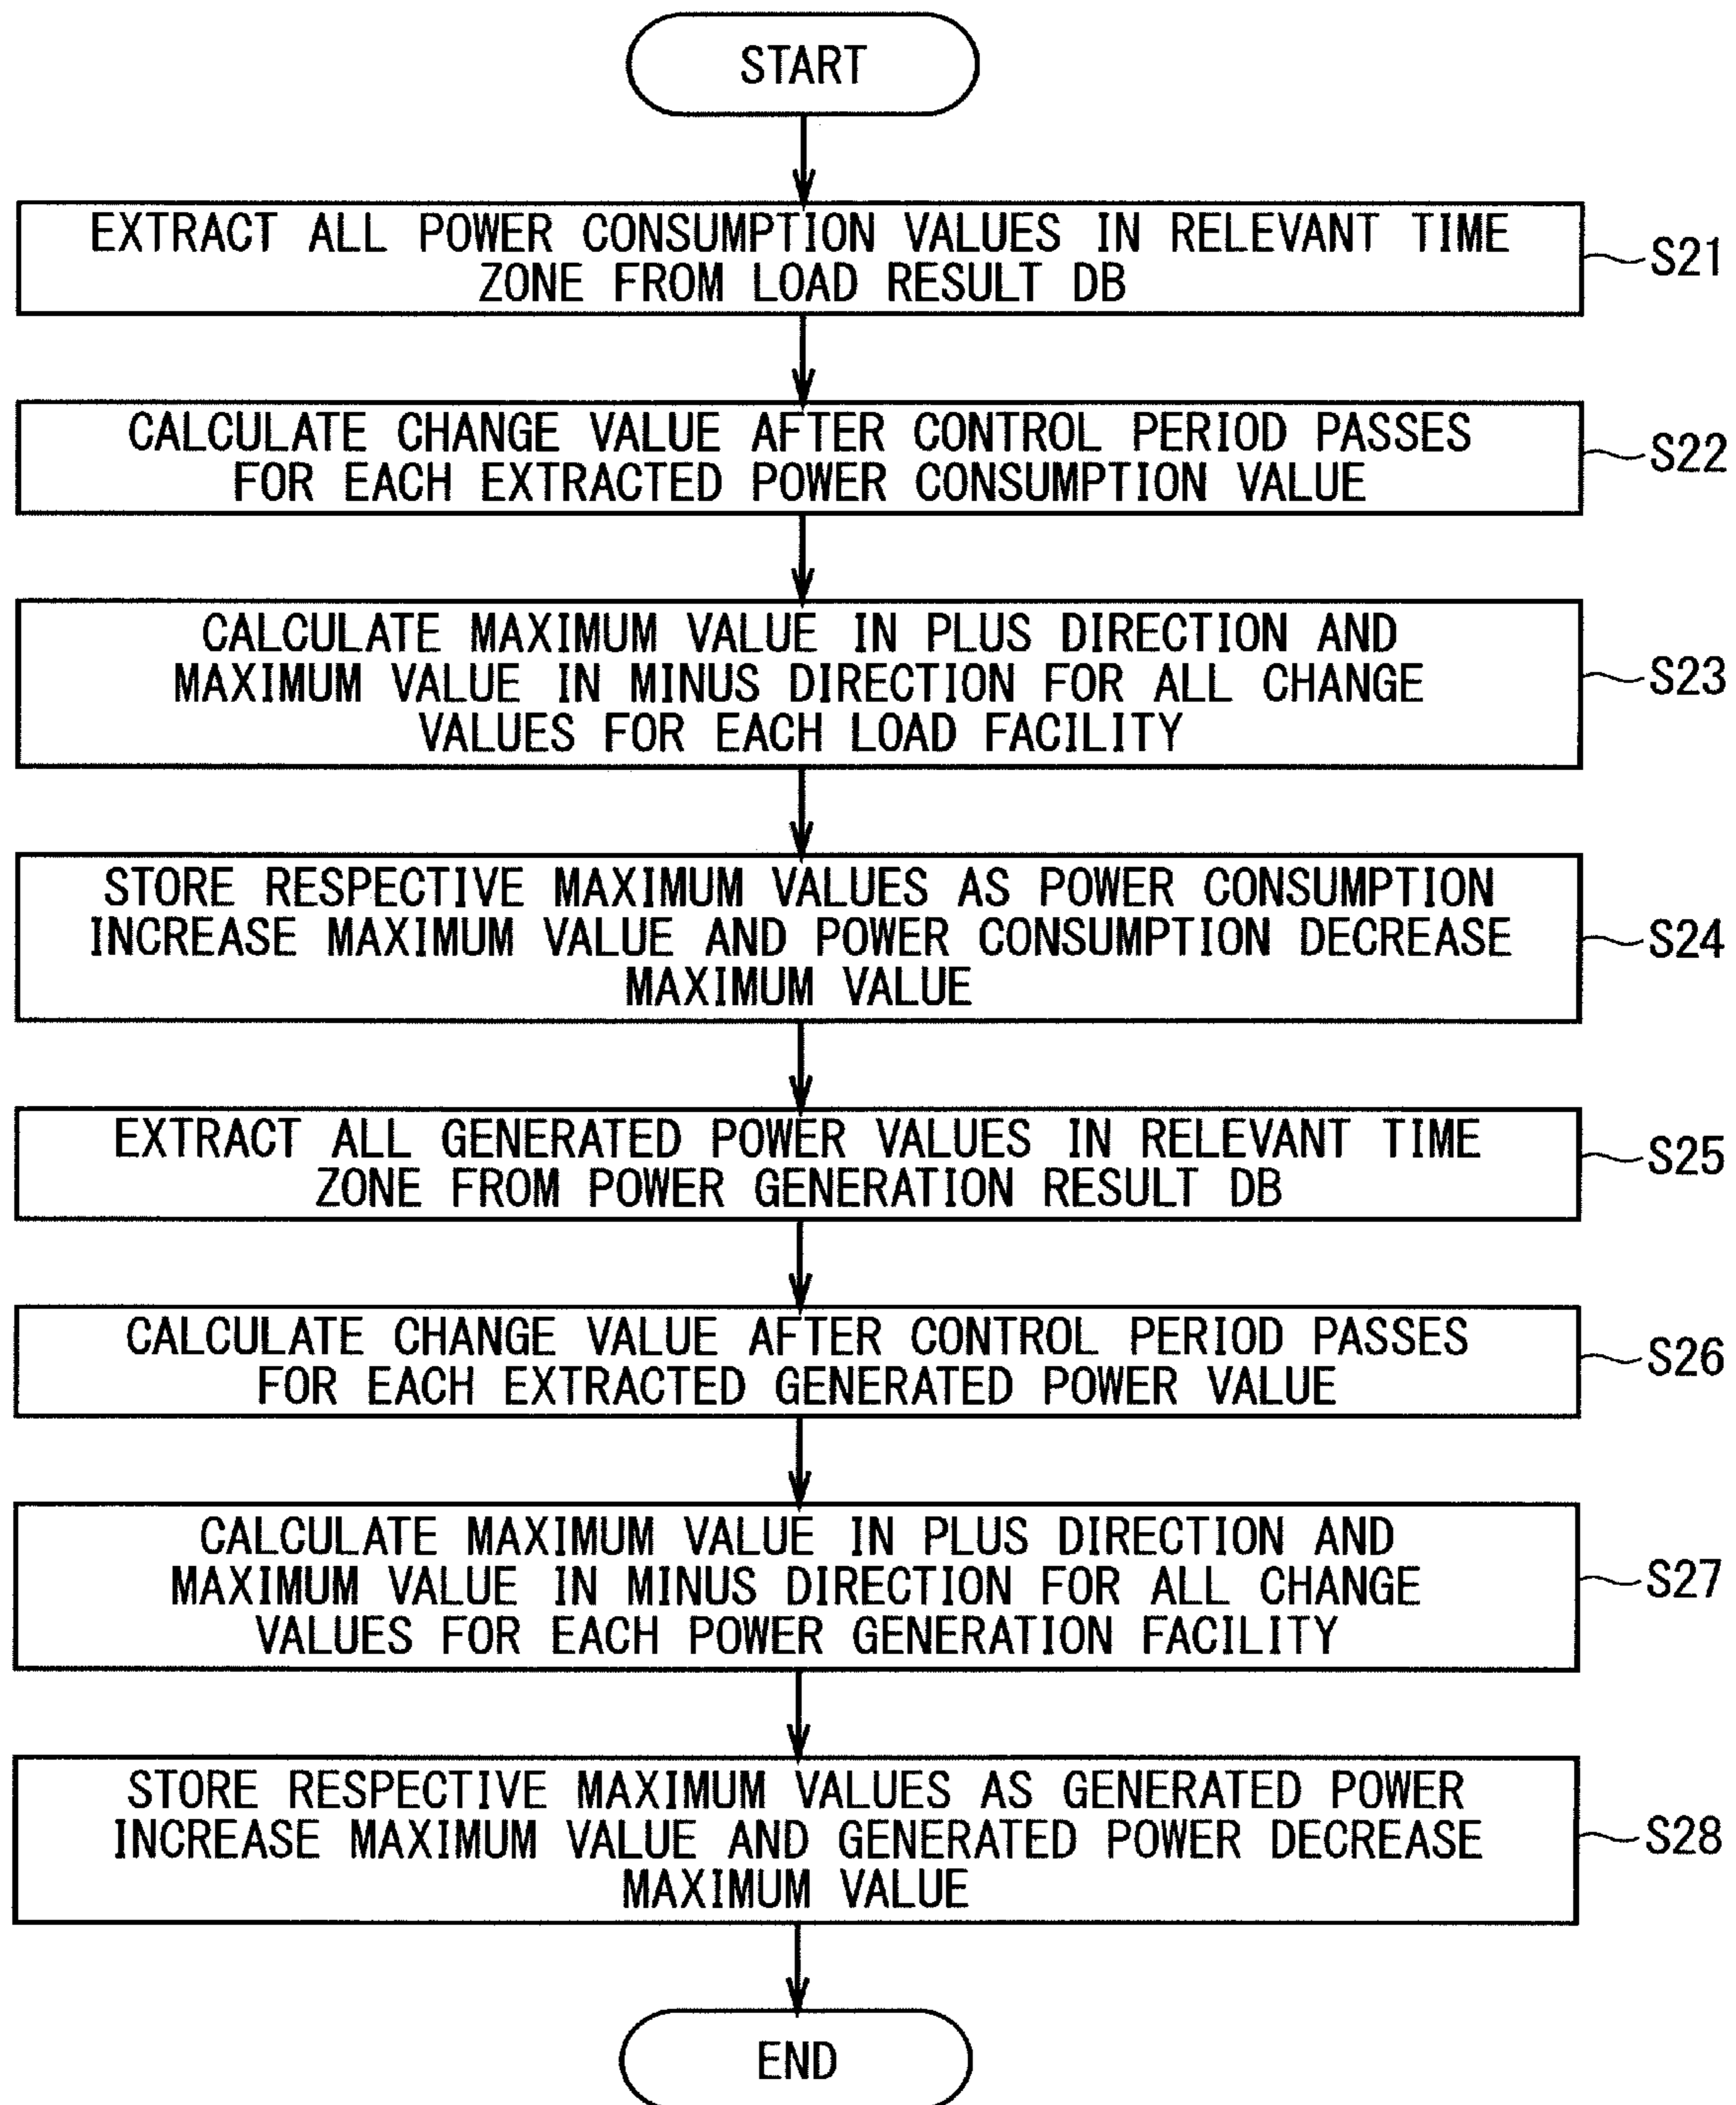 START
EXTRACT ALL POWER CONSUMPTION VALUES IN RELEVANT TIME
ZONE FROM LOAD RESULT DB
S21
CALCULATE CHANGE VALUE AFTER CONTROL PERIOD PASSES
FOR EACH EXTRACTED POWER CONSUMPTION VALUE
S22
CALCULATE MAXIMUM VALUE IN PLUS DIRECTION AND
MAXIMUM VALUE IN MINUS DIRECTION FOR ALL CHANGE
VALUES FOR EACH LOAD FACILITY
S23
STORE RESPECTIVE MAXIMUM VALUES AS POWER CONSUMPTION
INCREASE MAXIMUM VALUE AND POWER CONSUMPTION DECREASE
MAXIMUM VALUE
S24
EXTRACT ALL GENERATED POWER VALUES IN RELEVANT TIME
ZONE FROM POWER GENERATION RESULT DB
S25
CALCULATE CHANGE VALUE AFTER CONTROL PERIOD PASSES
FOR EACH EXTRACTED GENERATED POWER VALUE
S26
CALCULATE MAXIMUM VALUE IN PLUS DIRECTION AND
MAXIMUM VALUE IN MINUS DIRECTION FOR ALL CHANGE
VALUES FOR EACH POWER GENERATION FACILITY
S27
STORE RESPECTIVE MAXIMUM VALUES AS GENERATED POWER
INCREASE MAXIMUM VALUE AND GENERATED POWER DECREASE
MAXIMUM VALUE
S28
END